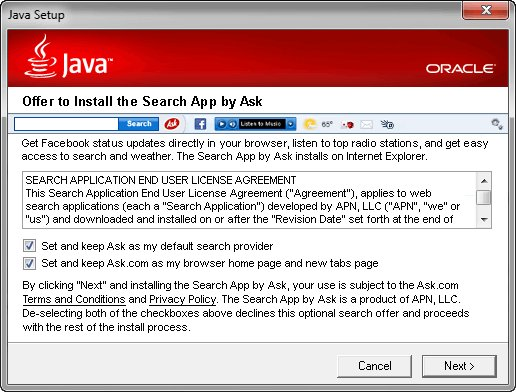 Java Setup
Java™
ORACLE
Offer to Install the Search App by Ask
Search
Ask
Listen to Music
65°
Get Facebook status updates directly in your browser, listen to top radio stations, and get easy
access to search and weather. The Search App by Ask installs on Internet Explorer.
SEARCH APPLICATION END USER LICENSE AGREEMENT
This Search Application End User License Agreement ("Agreement"), applies to web
search applications (each a "Search Application") developed by APN, LLC ("APN", "we" or
"us") and downloaded and installed on or after the "Revision Date" set forth at the end of
Set and keep Ask as my default search provider
Set and keep Ask.com as my browser home page and new tabs page
By clicking "Next" and installing the Search App by Ask, your use is subject to the Ask.com
Terms and Conditions and Privacy Policy. The Search App by Ask is a product of APN, LLC.
De-selecting both of the checkboxes above declines this optional search offer and proceeds
with the rest of the install process.
Cancel
Next >